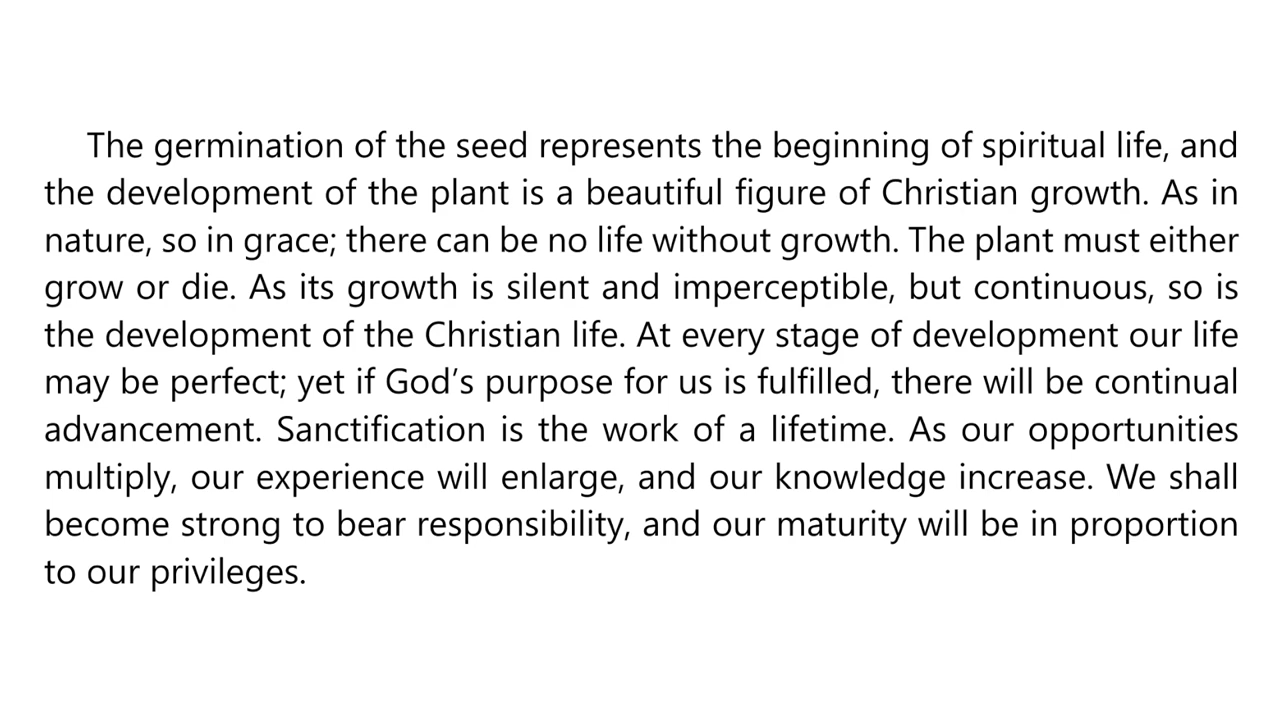 The germination of the seed represents the beginning of spiritual life, and
the development of the plant is a beautiful figure of Christian growth. As in
nature, so in grace; there can be no life without growth. The plant must either
grow or die. As its growth is silent and imperceptible, but continuous, so is
the development of the Christian life. At every stage of development our life
may be perfect; yet if God’s purpose for us is fulfilled, there will be continual
advancement. Sanctification is the work of a lifetime. As our opportunities
multiply, our experience will enlarge, and our knowledge increase. We shall
become strong to bear responsibility, and our maturity will be in proportion
to our privileges.